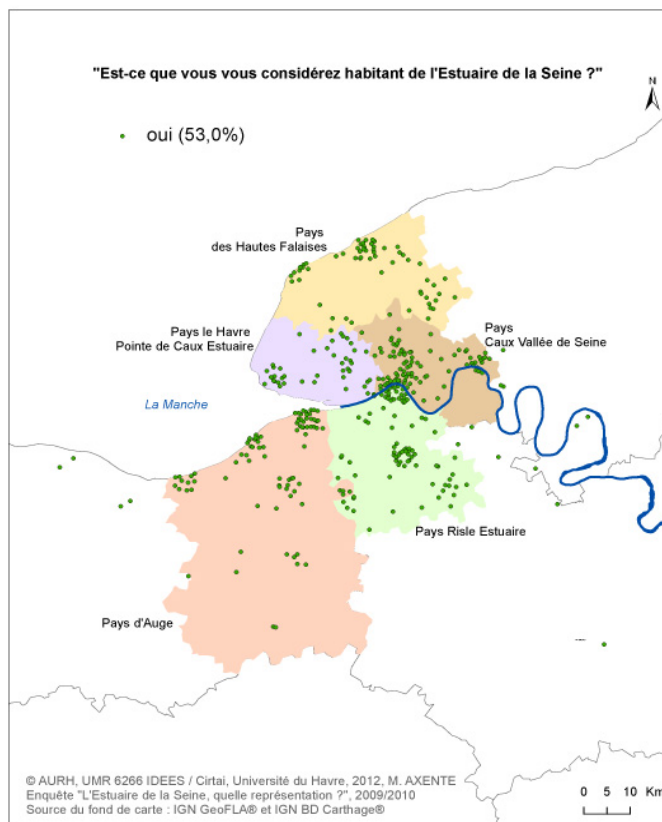 "Est-ce que vous vous considérez habitant de l'Estuaire de la Seine ?"
N
oui (53,0%)
Pays
des Hautes Falaises
Pays le Havre
Pointe de Caux Estuaire
Pays
Caux Vallée de Seine
La Manche
Pays Risle Estuaire
Pays d'Auge
© AURH, UMR 6266 IDEES / Cirtai, Université du Havre, 2012, M. AXENTE
Enquête "L'Estuaire de la Seine, quelle représentation ?", 2009/2010
Source du fond de carte : IGN GeoFLA® et IGN BD Carthage®
0 5 10 Km